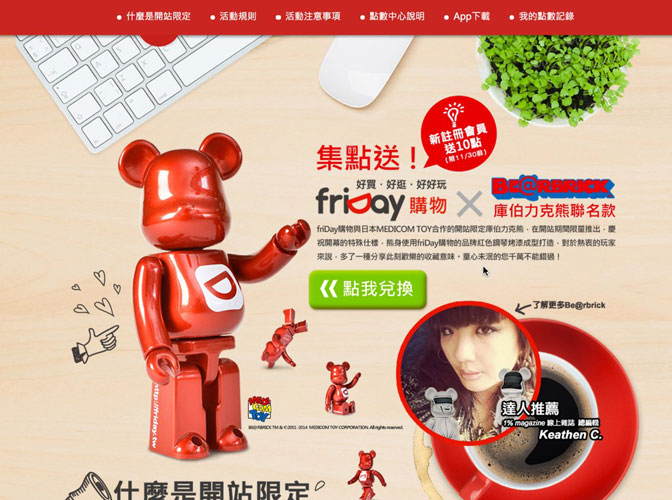 什麼是開站限定
活動規則
活動注意事項
點數中心說明
App下載
我的點數記錄
新註冊會員
送10點
(限11/30前)
集點送！
好買・好逛・好好玩
friDay購物
BE@RBRICK
庫伯力克熊聯名款
friDay購物與日本MEDICOM TOY合作的開站限定庫伯力克熊，在開站期間限量推出，慶
祝開幕的特殊仕樣，熊身使用friDay購物的品牌紅色鋼琴烤漆成型打造，對於熱衷的玩家
來說，多了一種分享此刻歡樂的收藏意味。童心未泯的您千萬不能錯過！
點我兌換
了解更多Be@rbrick
D
http://friday.tw
MEDICOM
TOY
BE@RBRICK TM & © 2001-2014 MEDICOM TOY CORPORATION. All rights reserved.
達人推薦
1% magazine 線上雜誌 總編輯
Keathen C.
什麼是開站限定